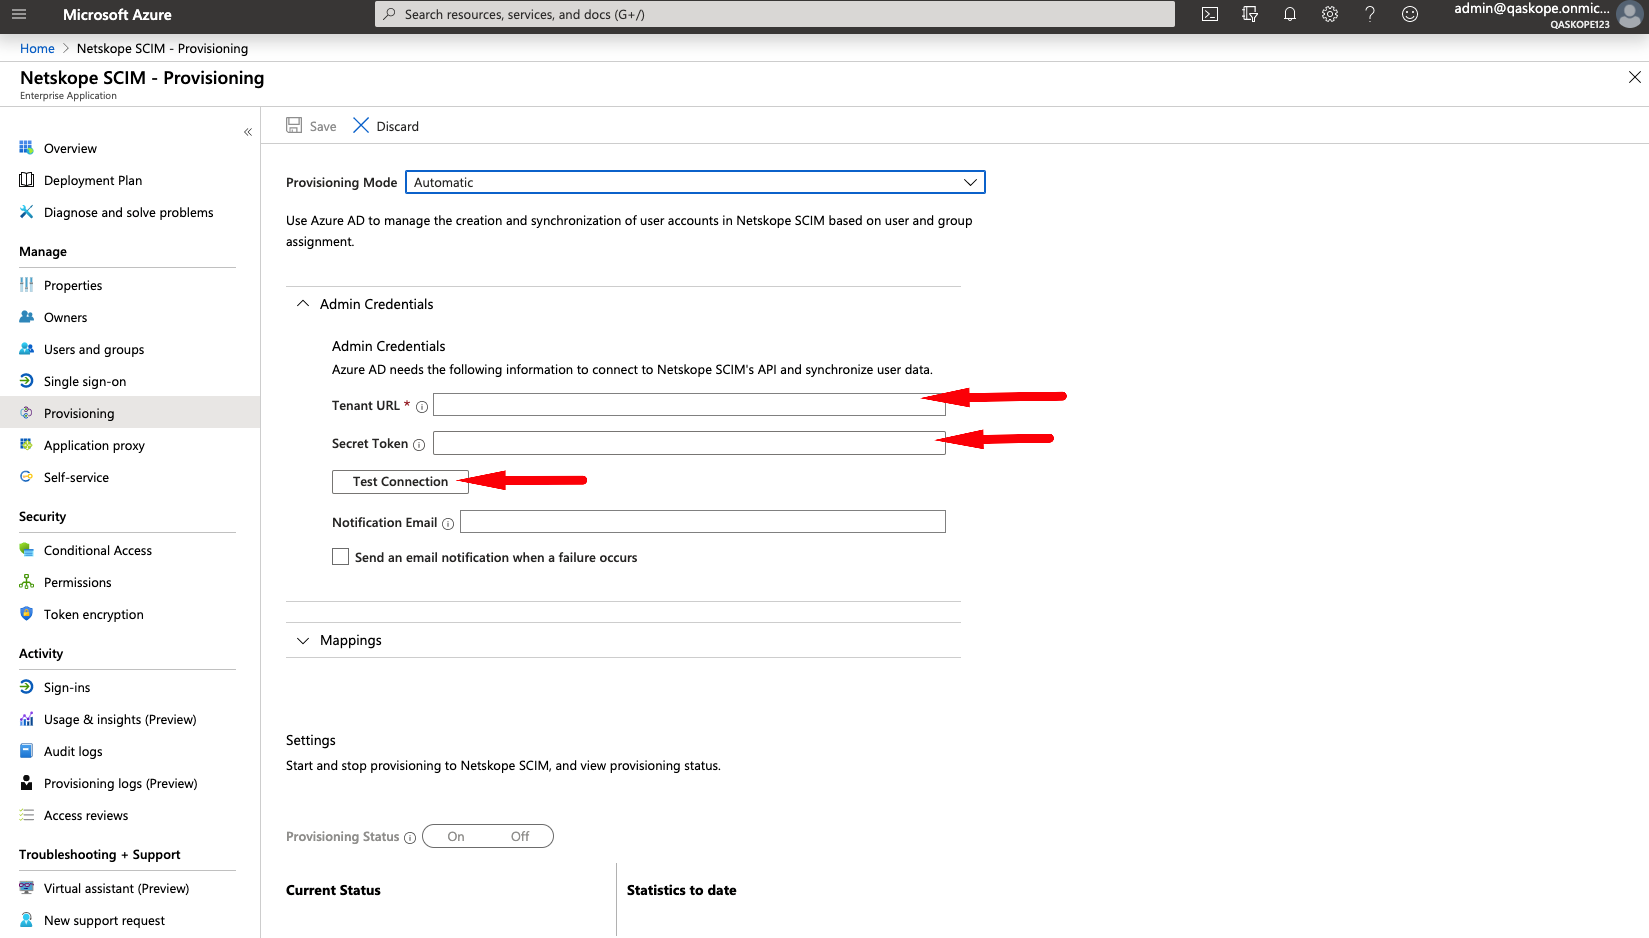 Microsoft Azure
Search resources, services, and docs (G+/)
admin@qaskope.onmic...
QASKOPE123
Home > Netskope SCIM - Provisioning
Netskope SCIM - Provisioning
Enterprise Application
Overview
Deployment Plan
Diagnose and solve problems
Manage
Properties
Owners
Users and groups
Single sign-on
Provisioning
Application proxy
Self-service
Security
Conditional Access
Permissions
Token encryption
Activity
Sign-ins
Usage & insights (Preview)
Audit logs
Provisioning logs (Preview)
Access reviews
Troubleshooting + Support
Virtual assistant (Preview)
New support request
Save Discard
Provisioning Mode Automatic
Use Azure AD to manage the creation and synchronization of user accounts in Netskope SCIM based on user and group
assignment.
Admin Credentials
Admin Credentials
Azure AD needs the following information to connect to Netskope SCIM's API and synchronize user data.
Tenant URL *
Secret Token
Test Connection
Notification Email
Send an email notification when a failure occurs
Mappings
Settings
Start and stop provisioning to Netskope SCIM, and view provisioning status.
Provisioning Status On Off
Current Status
Statistics to date